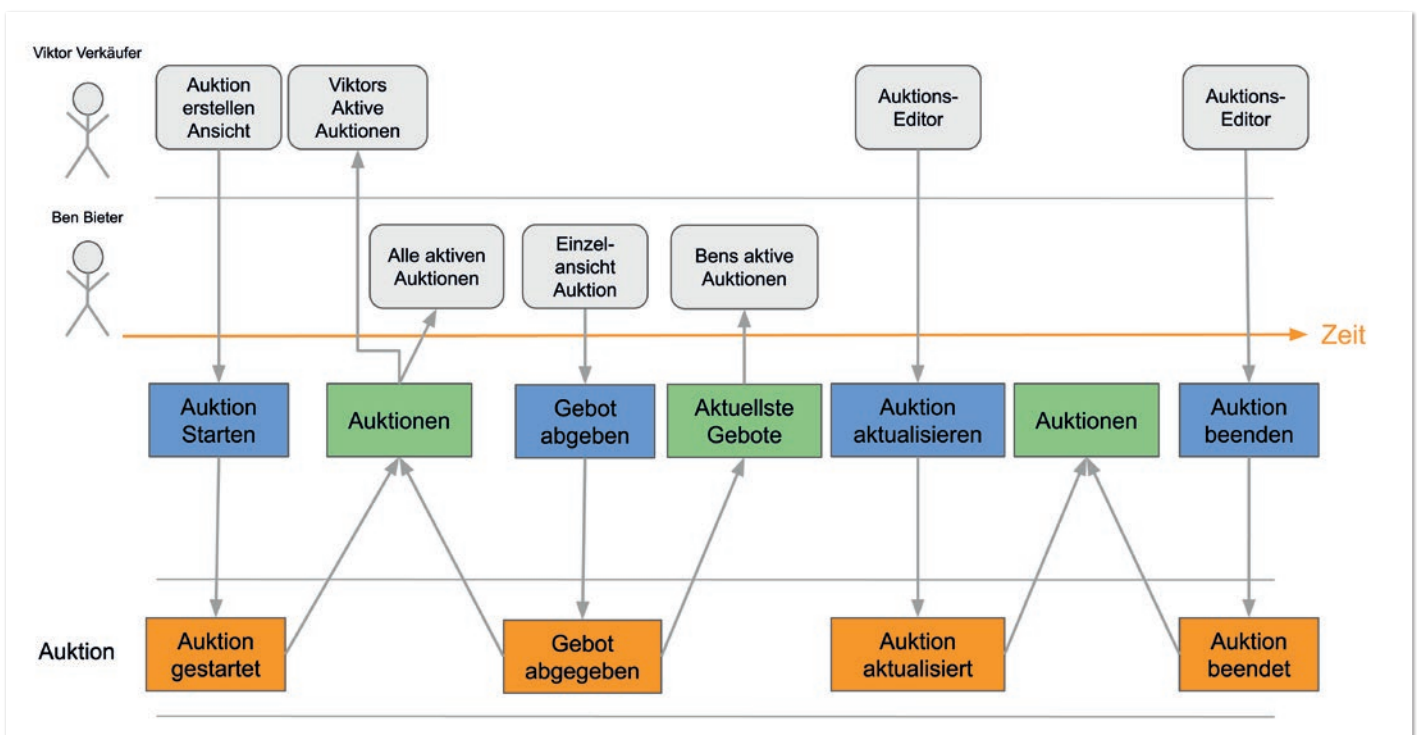 Viktor Verkäufer
Auktion
erstellen
Ansicht
Viktors
Aktive
Auktionen
Auktions-
Editor
Auktions-
Editor
Ben Bieter
Alle aktiven
Auktionen
Einzel-
ansicht
Auktion
Bens aktive
Auktionen
Zeit
Auktion
Starten
Auktionen
Gebot
abgeben
Aktuellste
Gebote
Auktion
aktualisieren
Auktionen
Auktion
beenden
Auktion
Auktion
gestartet
Gebot
abgegeben
Auktion
aktualisiert
Auktion
beendet